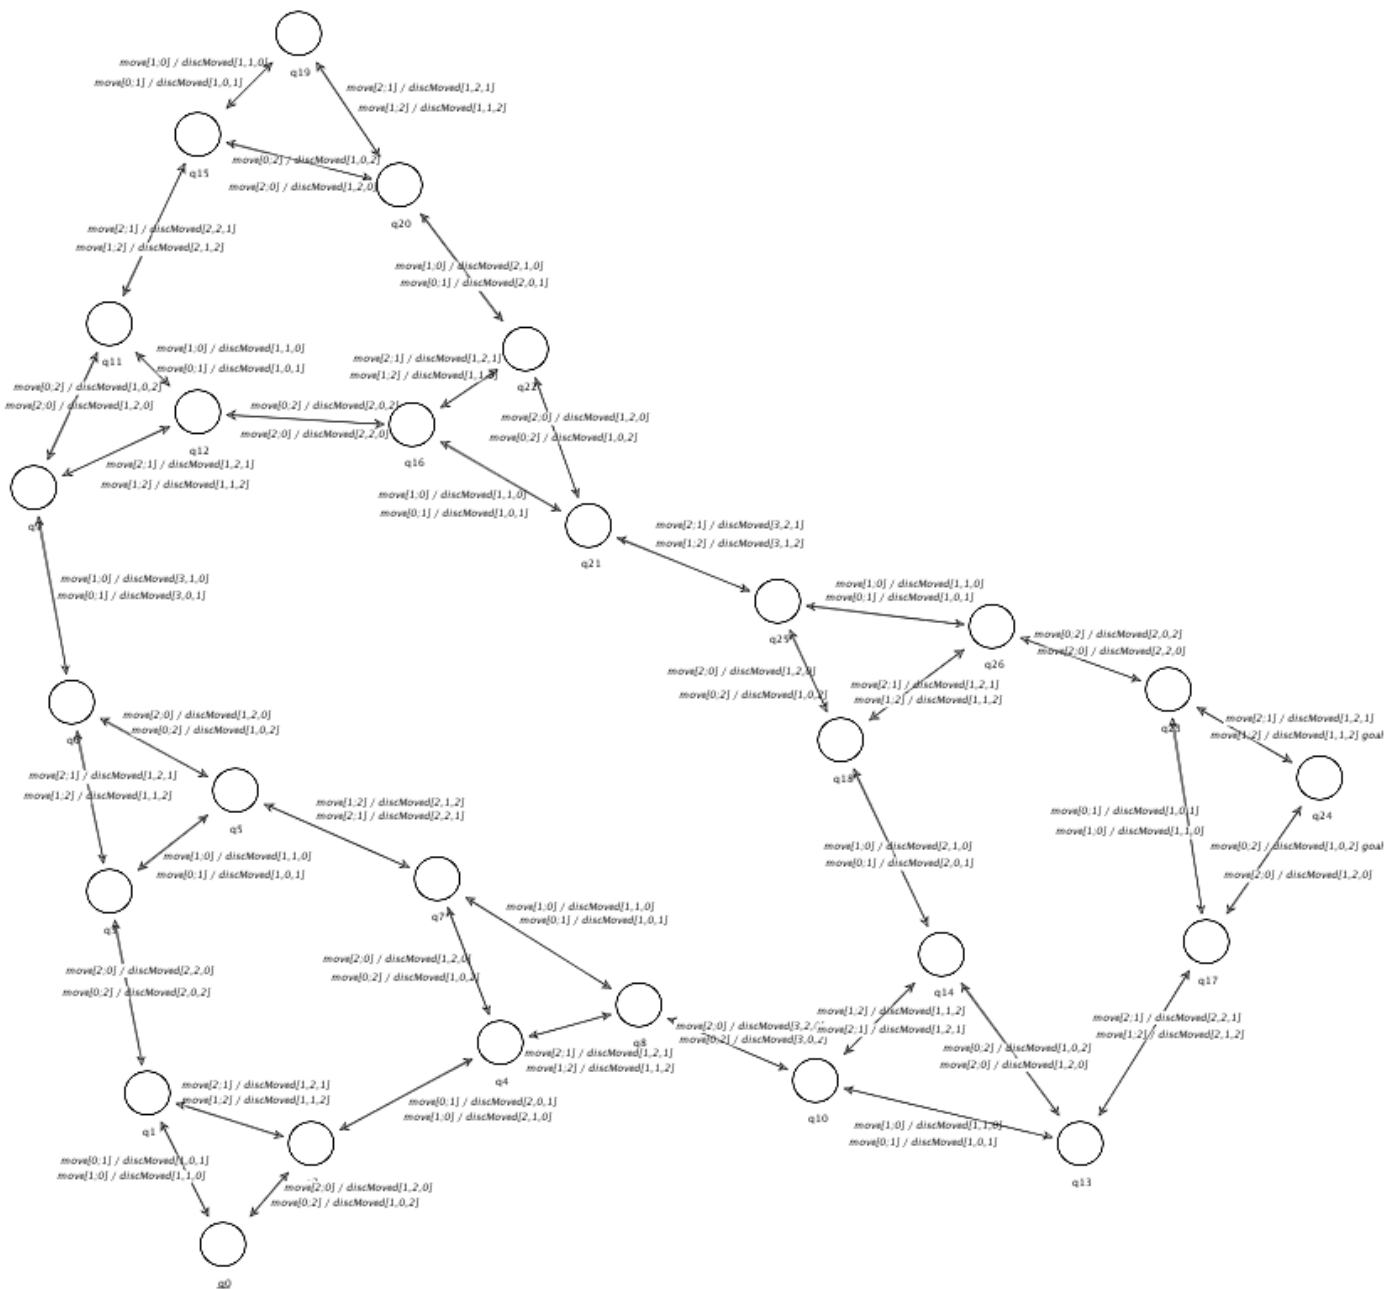 q19
move[1;0] / discMoved[1,1,0]
move[0;1] / discMoved[1,0,1]
move[2;1] / discMoved[1,2,1]
move[1;2] / discMoved[1,1,2]
q15
move[0;2] / discMoved[1,0,2]
move[2;0] / discMoved[1,2,0]
q20
move[2;1] / discMoved[2,2,1]
move[1;2] / discMoved[2,1,2]
move[1;0] / discMoved[2,1,0]
move[0;1] / discMoved[2,0,1]
q11
move[1;0] / discMoved[1,1,0]
move[0;1] / discMoved[1,0,1]
move[2;1] / discMoved[1,2,1]
move[1;2] / discMoved[1,1,2]
q22
move[0;2] / discMoved[1,0,2]
move[2;0] / discMoved[1,2,0]
move[0;2] / discMoved[2,0,2]
move[2;0] / discMoved[2,2,0]
move[2;0] / discMoved[1,2,0]
move[0;2] / discMoved[1,0,2]
q12
q16
move[2;1] / discMoved[1,2,1]
move[1;2] / discMoved[1,1,2]
move[1;0] / discMoved[1,1,0]
move[0;1] / discMoved[1,0,1]
q9
q21
move[2;1] / discMoved[3,2,1]
move[1;2] / discMoved[3,1,2]
move[1;0] / discMoved[3,1,0]
move[0;1] / discMoved[3,0,1]
move[1;0] / discMoved[1,1,0]
move[0;1] / discMoved[1,0,1]
q25
q26
move[0;2] / discMoved[2,0,2]
move[2;0] / discMoved[2,2,0]
move[2;0] / discMoved[1,2,0]
move[0;2] / discMoved[1,0,2]
move[2;1] / discMoved[1,2,1]
move[1;2] / discMoved[1,1,2]
q6
move[2;0] / discMoved[1,2,0]
move[0;2] / discMoved[1,0,2]
q23
move[2;1] / discMoved[1,2,1]
move[1;2] / discMoved[1,1,2] goal
move[2;1] / discMoved[1,2,1]
move[1;2] / discMoved[1,1,2]
q18
q5
move[1;2] / discMoved[2,1,2]
move[2;1] / discMoved[2,2,1]
q24
move[0;1] / discMoved[1,0,1]
move[1;0] / discMoved[1,1,0]
move[0;2] / discMoved[1,0,2] goal
move[2;0] / discMoved[1,2,0]
move[1;0] / discMoved[1,1,0]
move[0;1] / discMoved[1,0,1]
move[1;0] / discMoved[2,1,0]
move[0;1] / discMoved[2,0,1]
q3
q7
move[1;0] / discMoved[1,1,0]
move[0;1] / discMoved[1,0,1]
move[2;0] / discMoved[2,2,0]
move[0;2] / discMoved[2,0,2]
move[2;0] / discMoved[1,2,0]
move[0;2] / discMoved[1,0,2]
q14
q17
q8
move[2;0] / discMoved[3,2,0]
move[0;2] / discMoved[3,0,2]
move[1;2] / discMoved[1,1,2]
move[2;1] / discMoved[1,2,1]
move[2;1] / discMoved[2,2,1]
move[1;2] / discMoved[2,1,2]
move[0;2] / discMoved[1,0,2]
move[2;0] / discMoved[1,2,0]
q4
move[2;1] / discMoved[1,2,1]
move[1;2] / discMoved[1,1,2]
q1
move[2;1] / discMoved[1,2,1]
move[1;2] / discMoved[1,1,2]
move[0;1] / discMoved[2,0,1]
move[1;0] / discMoved[2,1,0]
q10
move[1;0] / discMoved[1,1,0]
move[0;1] / discMoved[1,0,1]
q13
move[0;1] / discMoved[1,0,1]
move[1;0] / discMoved[1,1,0]
move[2;0] / discMoved[1,2,0]
move[0;2] / discMoved[1,0,2]
q0